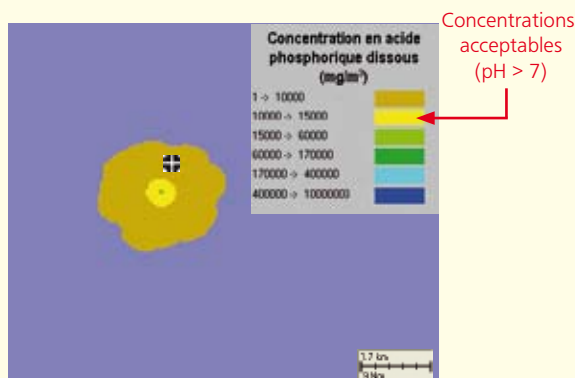 Concentrations
acceptables
(pH > 7)
Concentration en acide
phosphorique dissous
(mg/m³)
1 -> 10000
10000 -> 15000
15000 -> 60000
60000 -> 170000
170000 -> 400000
400000 -> 10000000
1.7 km